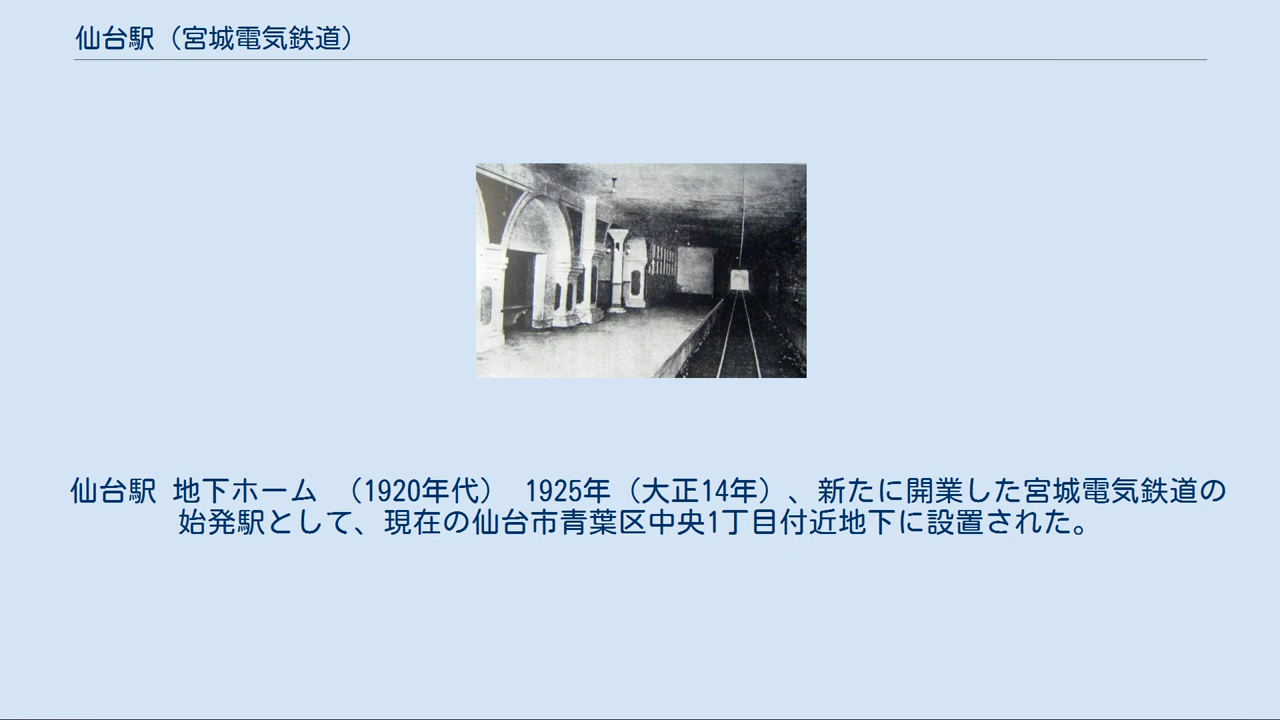 仙台駅（宮城電気鉄道）
仙台駅 地下ホーム （1920年代） 1925年（大正14年）、新たに開業した宮城電気鉄道の
始発駅として、現在の仙台市青葉区中央1丁目付近地下に設置された。